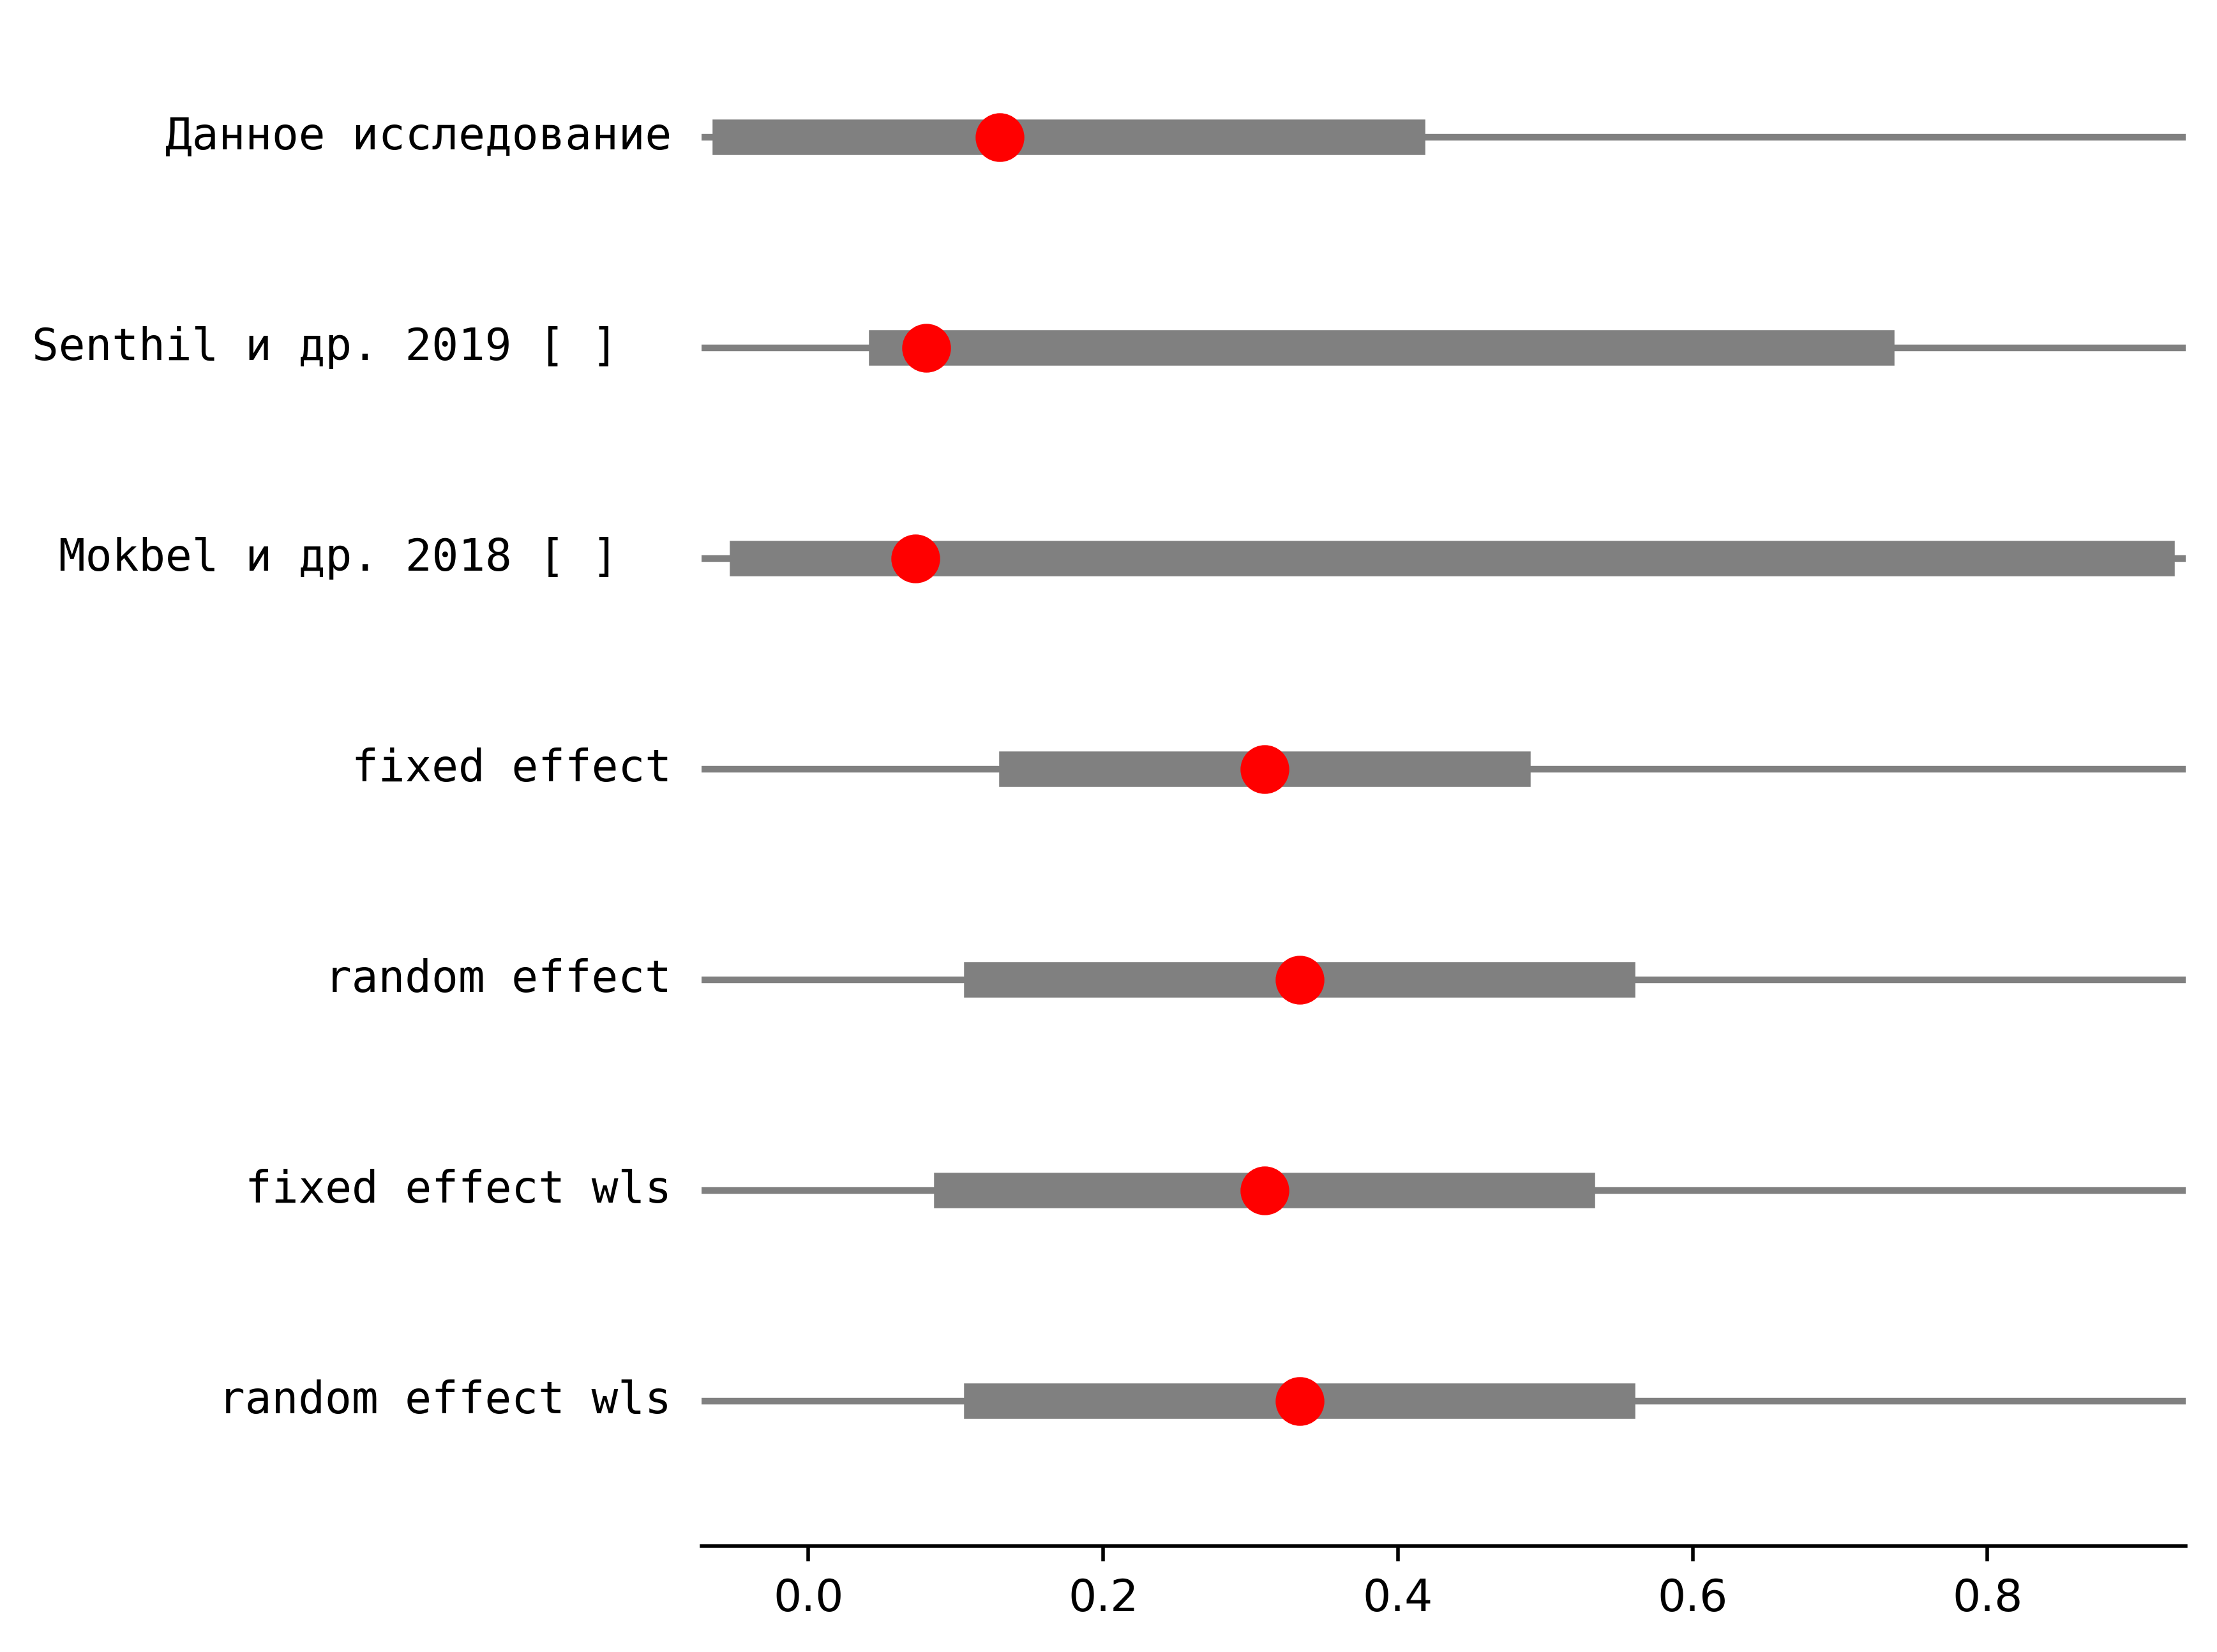 Данное исследование
Senthil и др. 2019 [ ]
Mokbel и др. 2018 [ ]
fixed effect
random effect
fixed effect wls
random effect wls
0.0 0.2 0.4 0.6 0.8